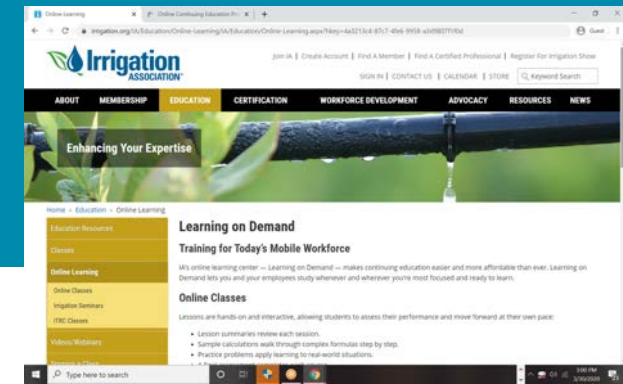 Online Learning
Online Continuing Education Pr
irrigation.org/IA/Education/Online-Learning/IA/Education/Online-Learning.aspx?hkey=
Guest
Irrigation
ASSOCIATION
Join IA | Create Account | Find A Member | Find A Certified Professional | Register For Irrigation Show
SIGN IN | CONTACT US | CALENDAR | STORE
Keyword Search
ABOUT MEMBERSHIP EDUCATION CERTIFICATION WORKFORCE DEVELOPMENT ADVOCACY RESOURCES NEWS
Enhancing Your Expertise
Home » Education » Online Learning
Education Resources
Classes
Online Learning
Online Classes
Irrigation Seminars
ITRC Classes
Videos/Webinars
Learning on Demand
Training for Today's Mobile Workforce
IA's online learning center — Learning on Demand — makes continuing education easier and more affordable than ever. Learning on
Demand lets you and your employees study whenever and wherever you're most focused and ready to learn.
Online Classes
Lessons are hands-on and interactive, allowing students to assess their performance and move forward at their own pace:
• Lesson summaries review each session.
• Sample calculations walk through complex formulas step by step.
• Practice problems apply learning to real-world situations.
Type here to search
3:00 PM
3/30/2020